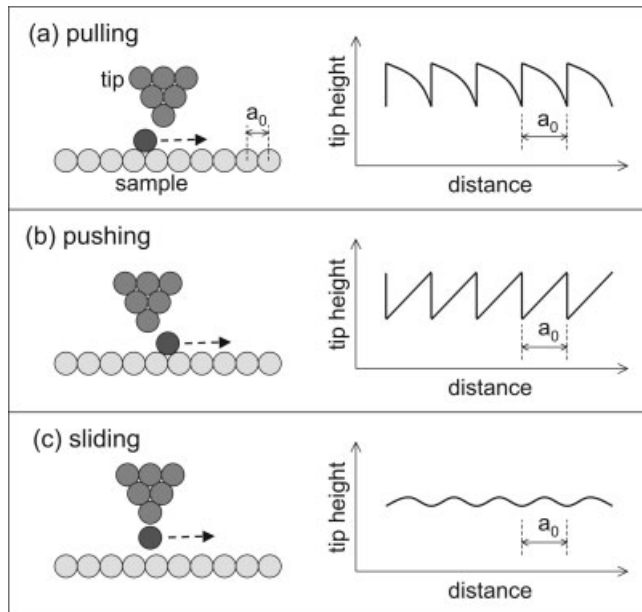 (a) pulling
tip
a₀
sample
tip height
a₀
distance
(b) pushing
tip height
a₀
distance
(c) sliding
tip height
a₀
distance